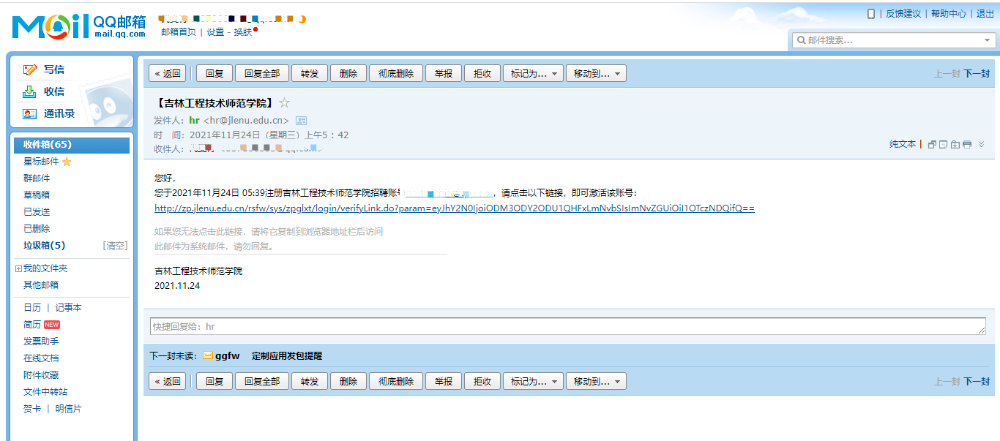 Mail QQ邮箱
mail.qq.com
邮箱首页 | 设置 - 换肤
反馈建议 | 帮助中心 | 退出
邮件搜索...
写信
收信
通讯录
收件箱(65)
星标邮件
群邮件
草稿箱
已发送
已删除
垃圾箱(5) [清空]
我的文件夹
其他邮箱
日历 | 记事本
简历 NEW
发票助手
在线文档
附件收藏
文件中转站
贺卡 | 明信片
« 返回 回复 回复全部 转发 删除 彻底删除 举报 拒收 标记为... 移动到... 上一封 下一封
【吉林工程技术师范学院】
发件人: hr <hr@jlenu.edu.cn>
时 间: 2021年11月24日 (星期三) 上午5:42
收件人:
纯文本 |
您好,
您于2021年11月24日 05:39注册吉林工程技术师范学院招聘账号 ,请点击以下链接,即可激活该账号:
http://zp.jlenu.edu.cn/rsfw/sys/zpglxt/login/verifyLink.do?param=eyJhY2N0IjoiODM3ODY2ODU1QHFxLmNvbSIsImNvZGUiOiI1OTczNDQifQ==
如果您无法点击此链接,请将它复制到浏览器地址栏后访问
此邮件为系统邮件,请勿回复。
吉林工程技术师范学院
2021.11.24
快捷回复给: hr
下一封未读: ggfw 定制应用发包提醒
« 返回 回复 回复全部 转发 删除 彻底删除 举报 拒收 标记为... 移动到... 上一封 下一封